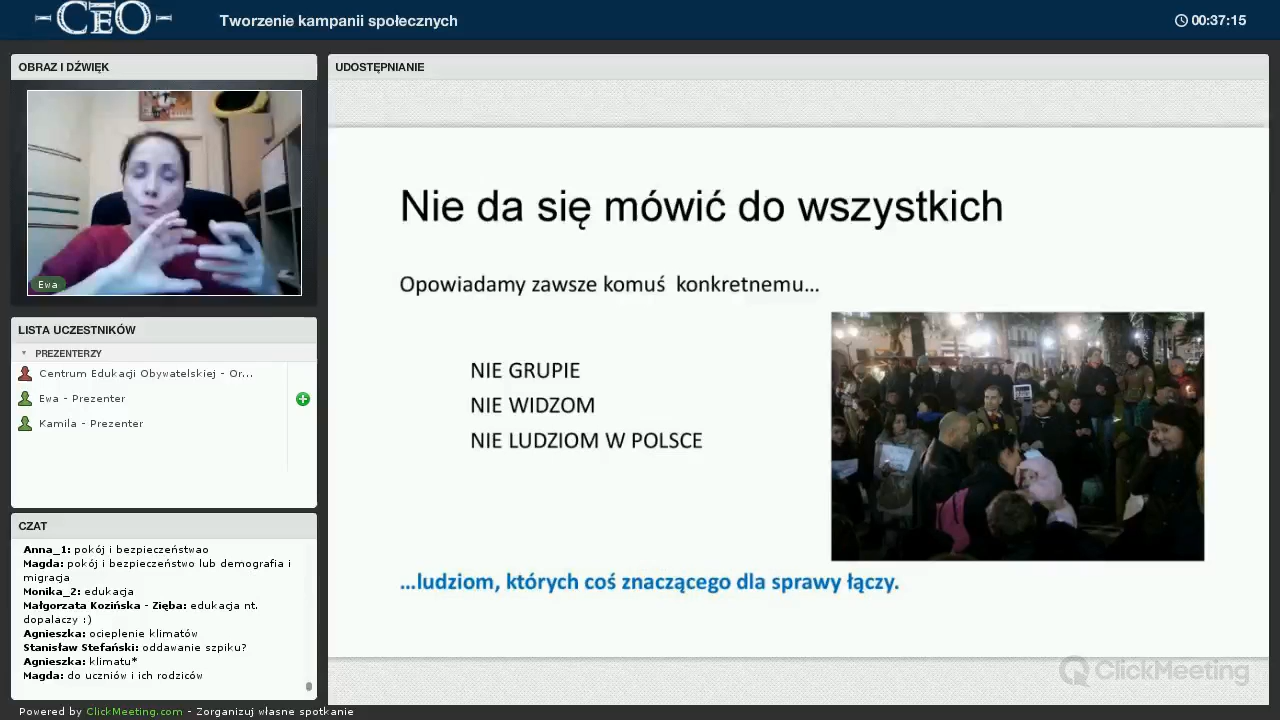 CEO
Tworzenie kampanii społecznych
00:37:15
OBRAZ I DŹWIĘK
Ewa
LISTA UCZESTNIKÓW
PREZENTERZY
Centrum Edukacji Obywatelskiej - Or...
Ewa - Prezenter
Kamila - Prezenter
CZAT
Anna_1: pokój i bezpieczeństwao
Magda: pokój i bezpieczeństwo lub demografia i
migracja
Monika_2: edukacja
Małgorzata Kozińska - Zięba: edukacja nt.
dopalaczy :)
Agnieszka: ocieplenie klimatów
Stanisław Stefański: oddawanie szpiku?
Agnieszka: klimatu*
Magda: do uczniów i ich rodziców
UDOSTĘPNIANIE
Nie da się mówić do wszystkich
Opowiadamy zawsze komuś  konkretnemu...
NIE GRUPIE
NIE WIDZOM
NIE LUDZIOM W POLSCE
...ludziom, których coś znaczącego dla sprawy łączy.
ClickMeeting
Powered by ClickMeeting.com - Zorganizuj własne spotkanie